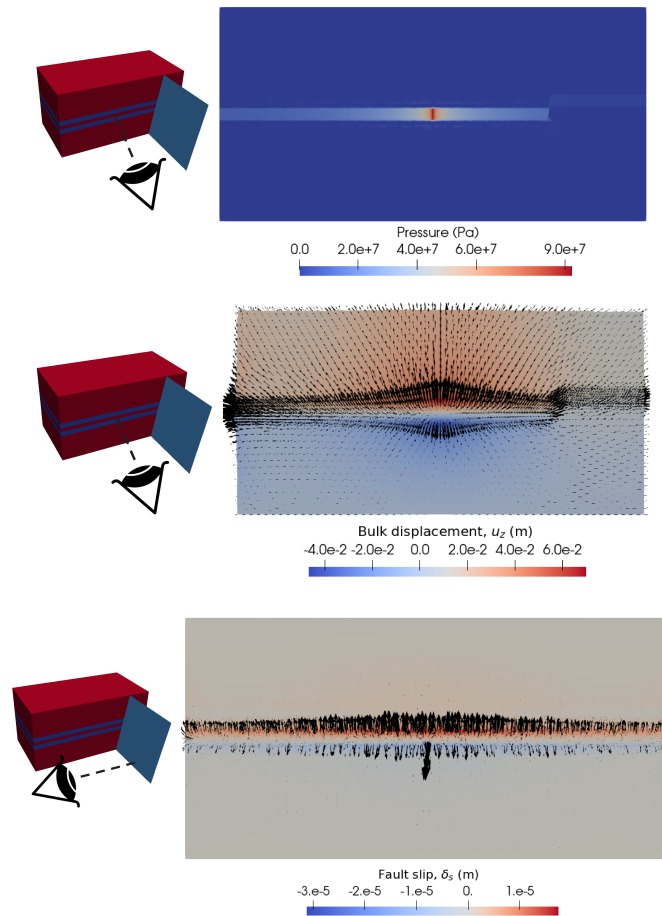 Pressure (Pa)
0.0 2.0e+7 4.0e+7 6.0e+7 9.0e+7
Bulk displacement, u_z (m)
-4.0e-2 -2.0e-2 0.0 2.0e-2 4.0e-2 6.0e-2
Fault slip, δ_s (m)
-3.e-5 -2.e-5 -1.e-5 0. 1.e-5